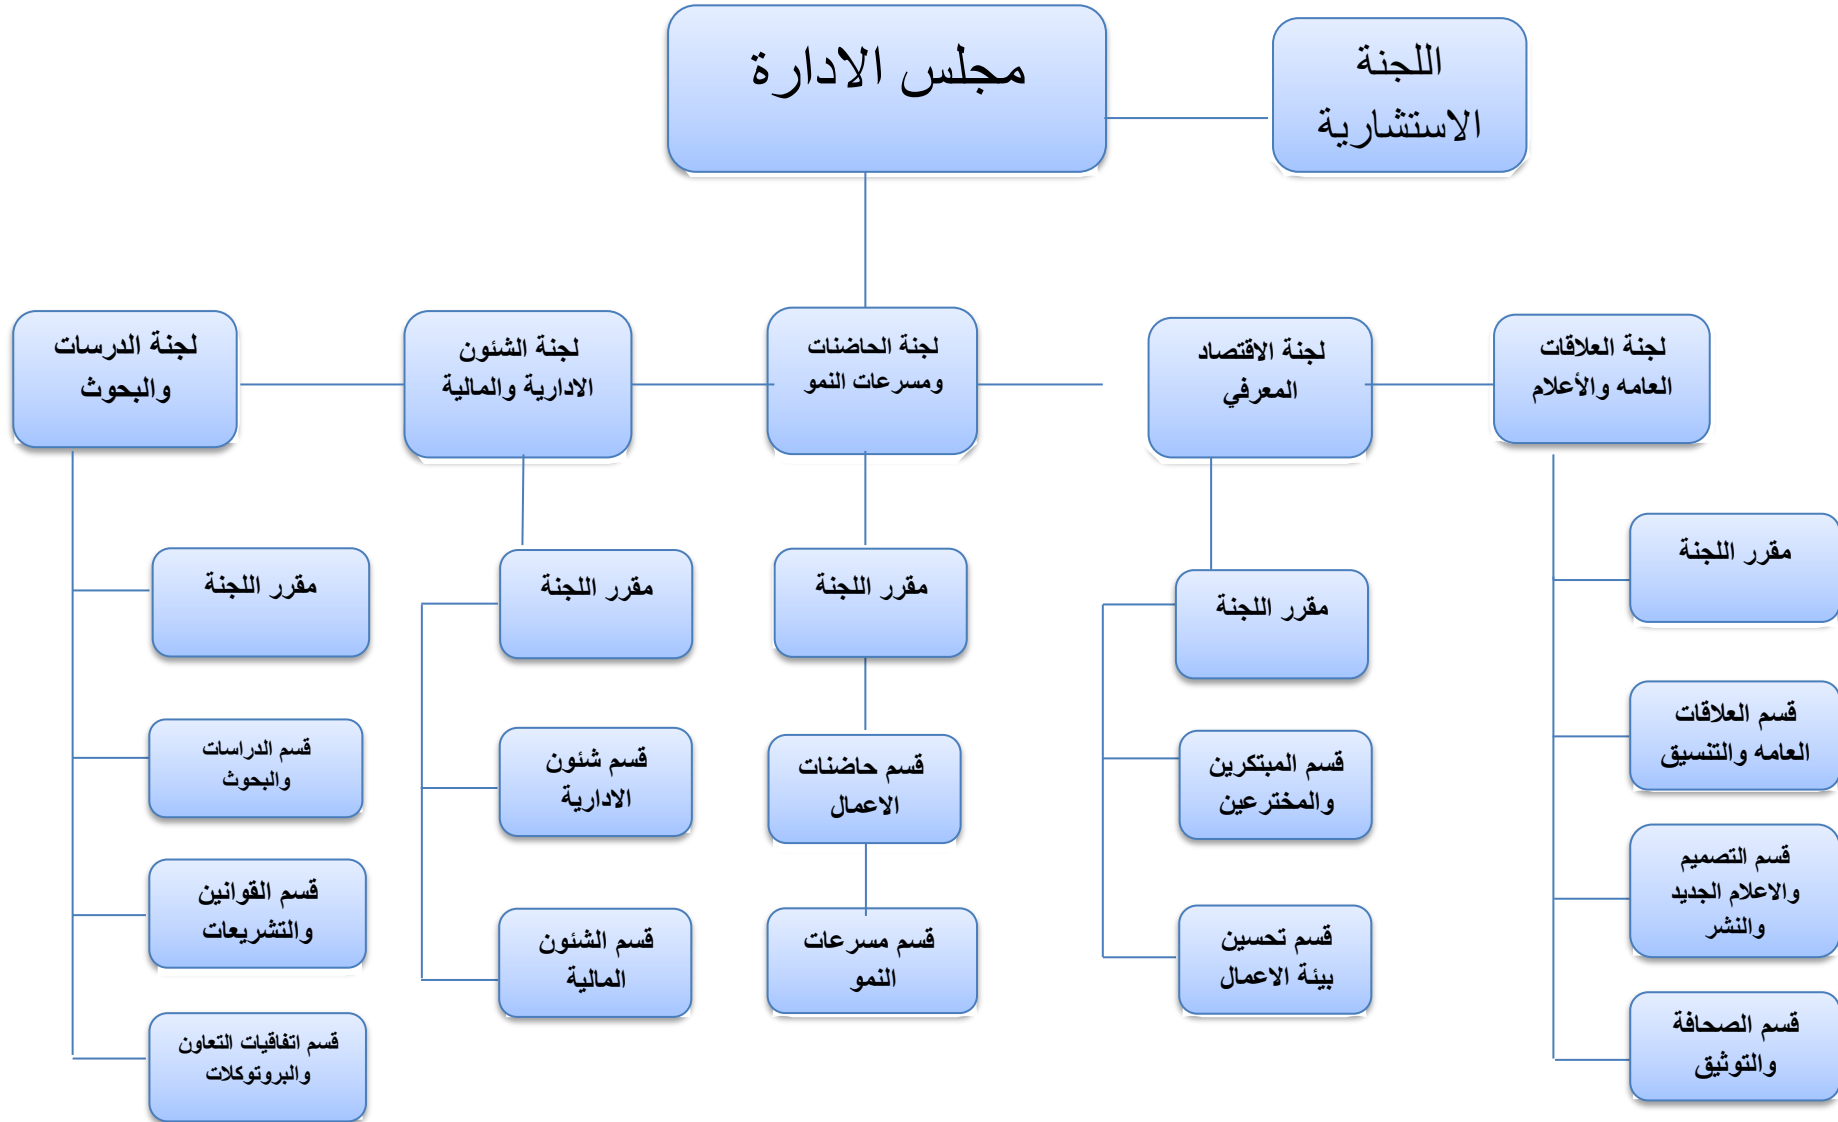 مجلس الادارة
اللجنة
الاستشارية
لجنة العلاقات
العامه والأعلام
لجنة الاقتصاد
المعرفي
لجنة الحاضنات
ومسرعات النمو
لجنة الشئون
الادارية والمالية
لجنة الدرسات
والبحوث
مقرر اللجنة
قسم العلاقات
العامه والتنسيق
قسم التصميم
والاعلام الجديد
والنشر
قسم الصحافة
والتوثيق
مقرر اللجنة
قسم المبتكرين
والمخترعين
قسم تحسين
بيئة الاعمال
مقرر اللجنة
قسم حاضنات
الاعمال
قسم مسرعات
النمو
مقرر اللجنة
قسم شئون
الادارية
قسم الشئون
المالية
مقرر اللجنة
قسم الدراسات
والبحوث
قسم القوانين
والتشريعات
قسم اتفاقيات التعاون
والبروتوكلات